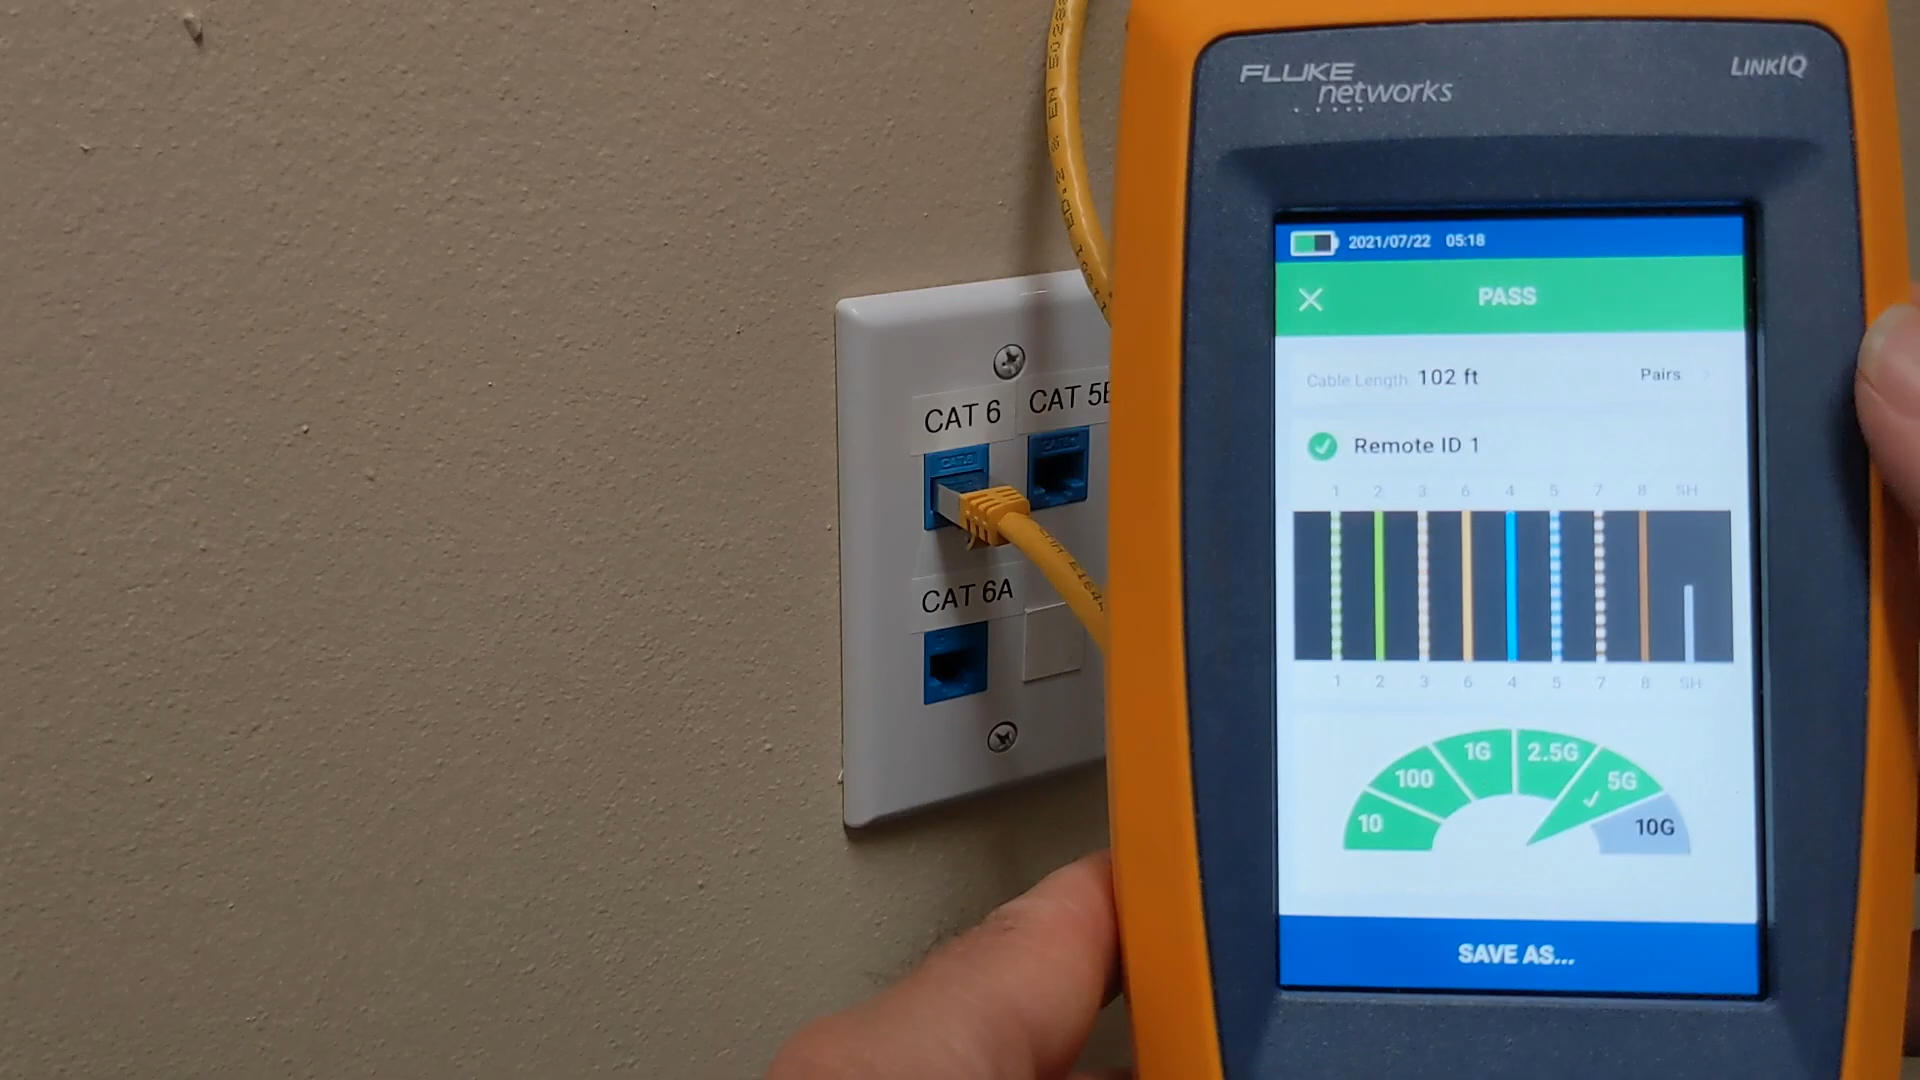 FLUKE
networks
LINKIQ
2021/07/22 05:18
PASS
Cable Length 102 ft
Pairs
Remote ID 1
1 2 3 6 4 5 7 8 SH
1 2 3 6 4 5 7 8 SH
10
100
1G
2.5G
5G
10G
SAVE AS...
CAT 6
CAT 5E
CAT 6A